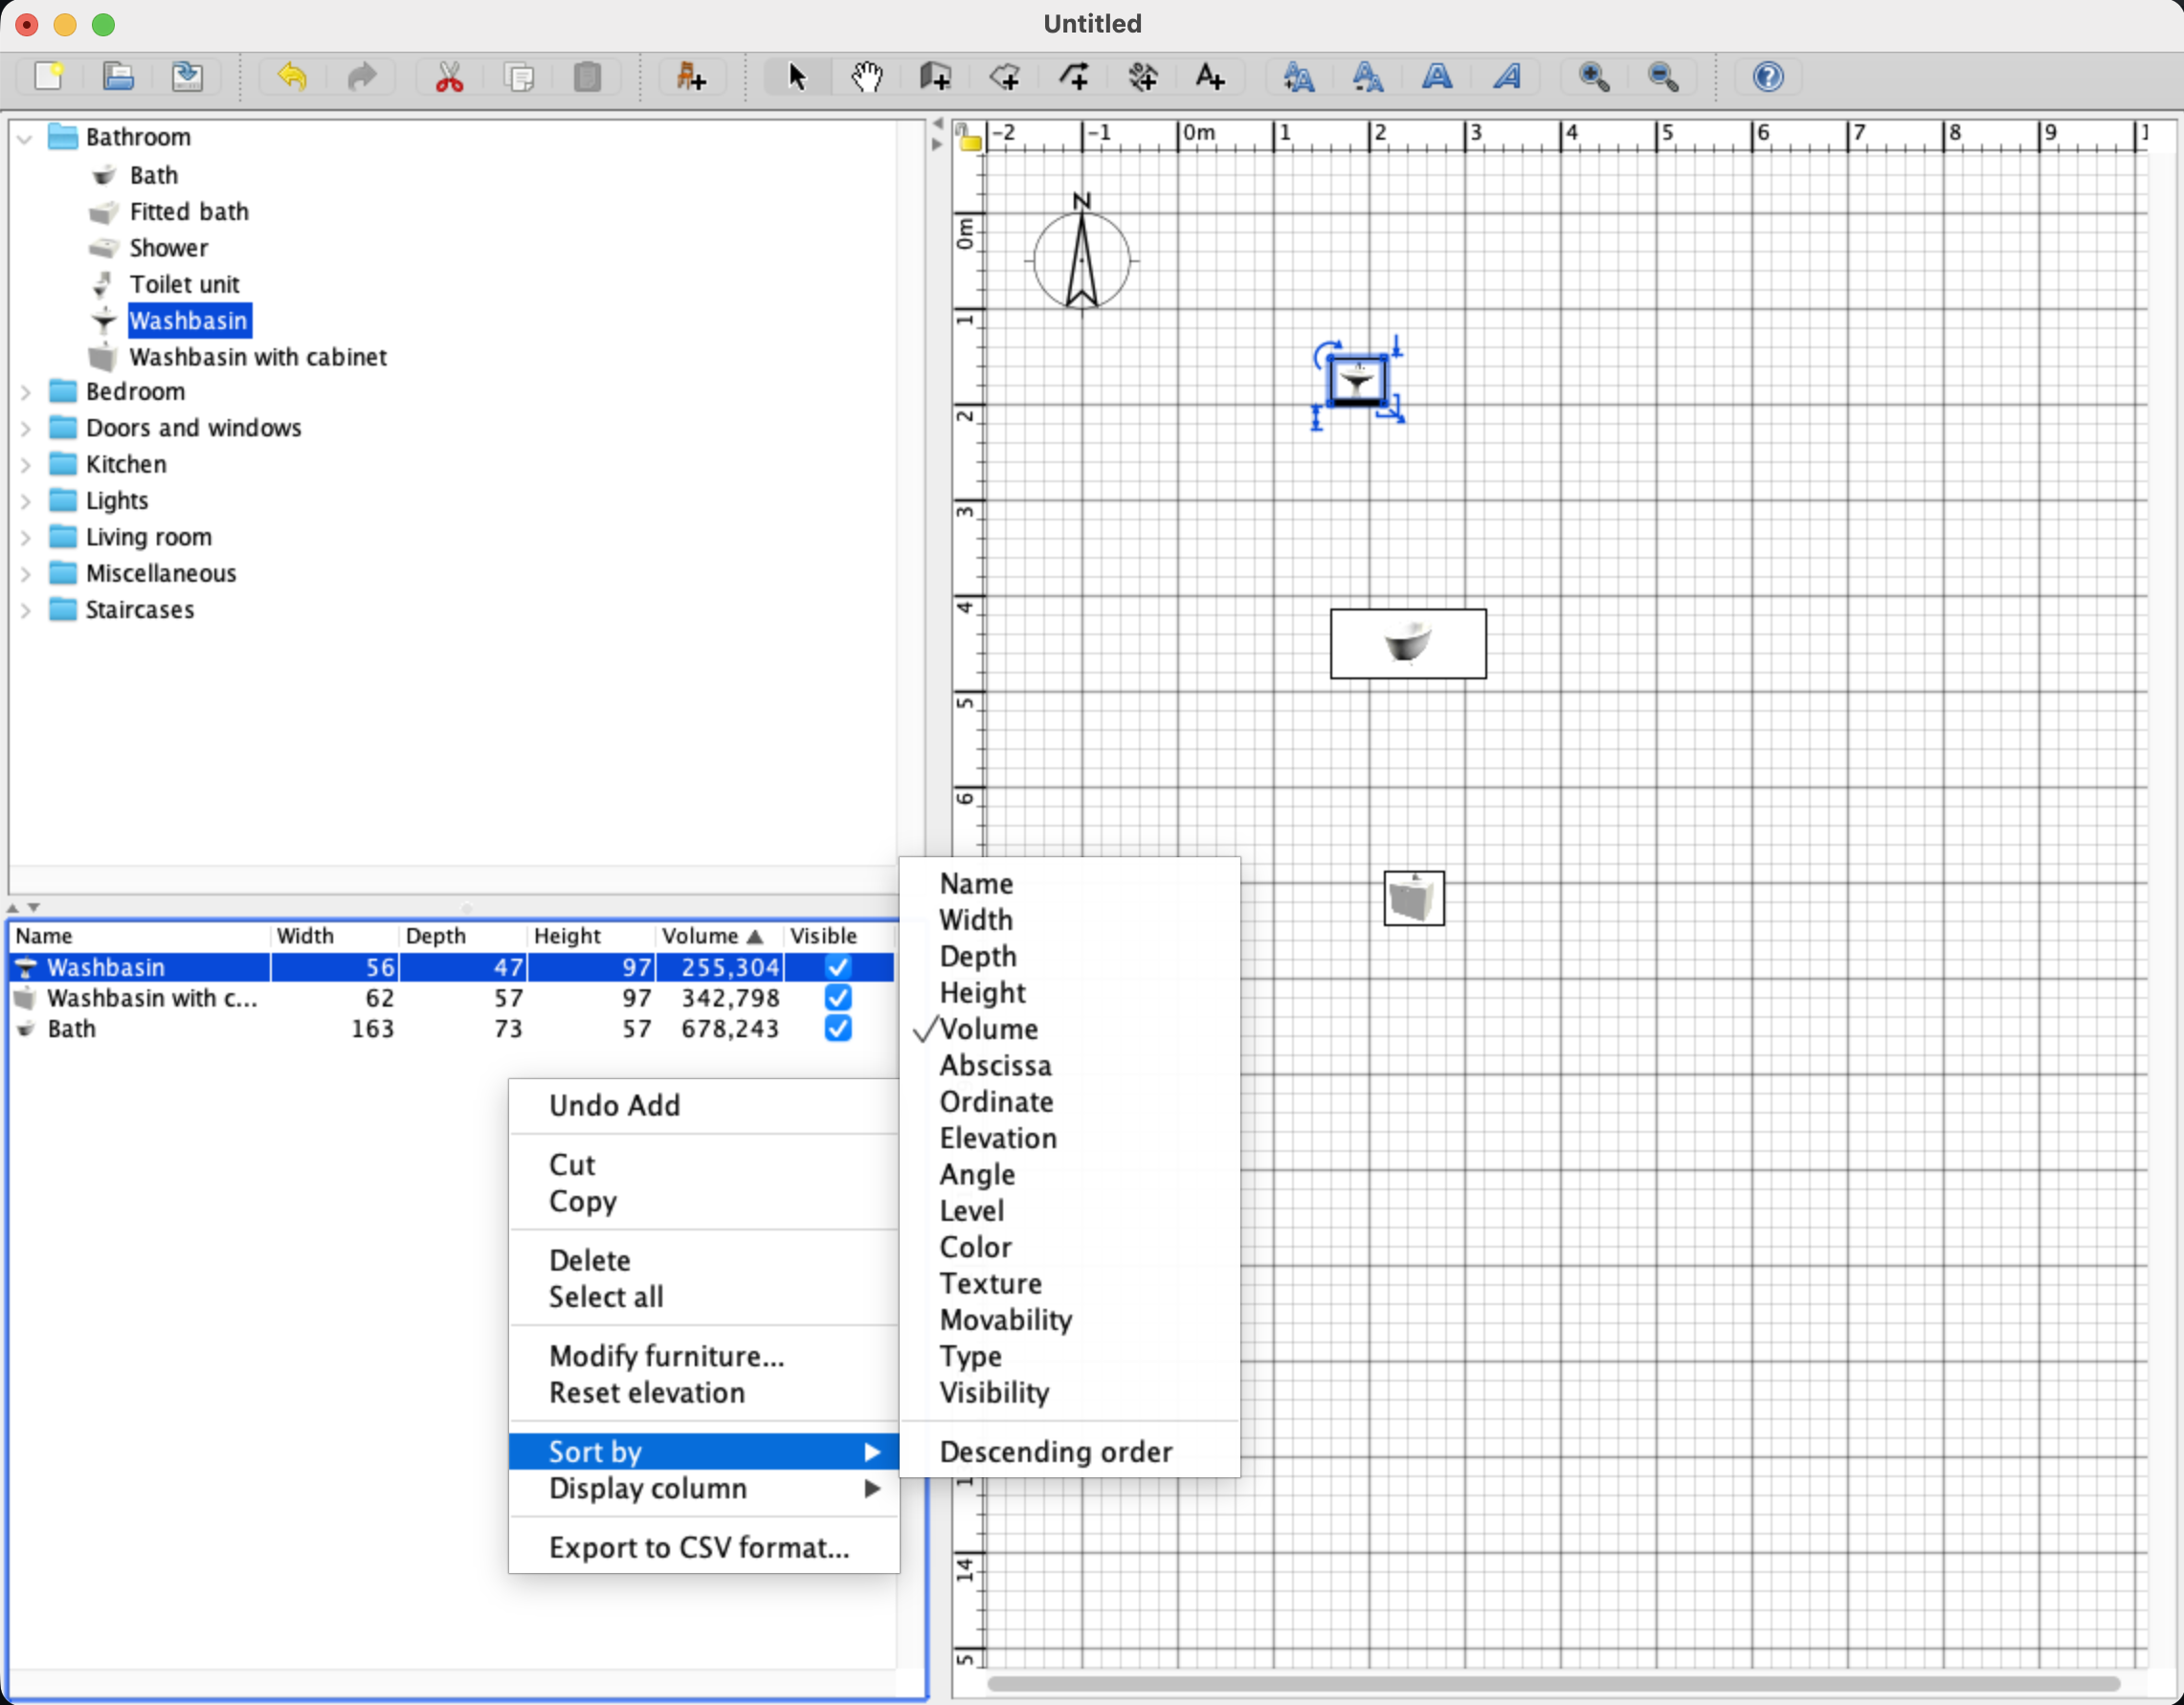 Untitled
Bathroom
Bath
Fitted bath
Shower
Toilet unit
Washbasin
Washbasin with cabinet
Bedroom
Doors and windows
Kitchen
Lights
Living room
Miscellaneous
Staircases
Name Width Depth Height Volume Visible
Washbasin 56 47 97 255,304
Washbasin with c... 62 57 97 342,798
Bath 163 73 57 678,243
Undo Add
Cut
Copy
Delete
Select all
Modify furniture...
Reset elevation
Sort by
Display column
Export to CSV format...
Name
Width
Depth
Height
Volume
Abscissa
Ordinate
Elevation
Angle
Level
Color
Texture
Movability
Type
Visibility
Descending order
-2 -1 0m 1 2 3 4 5 6 7 8 9 1
N
0m
1
2
3
4
5
6
14
5